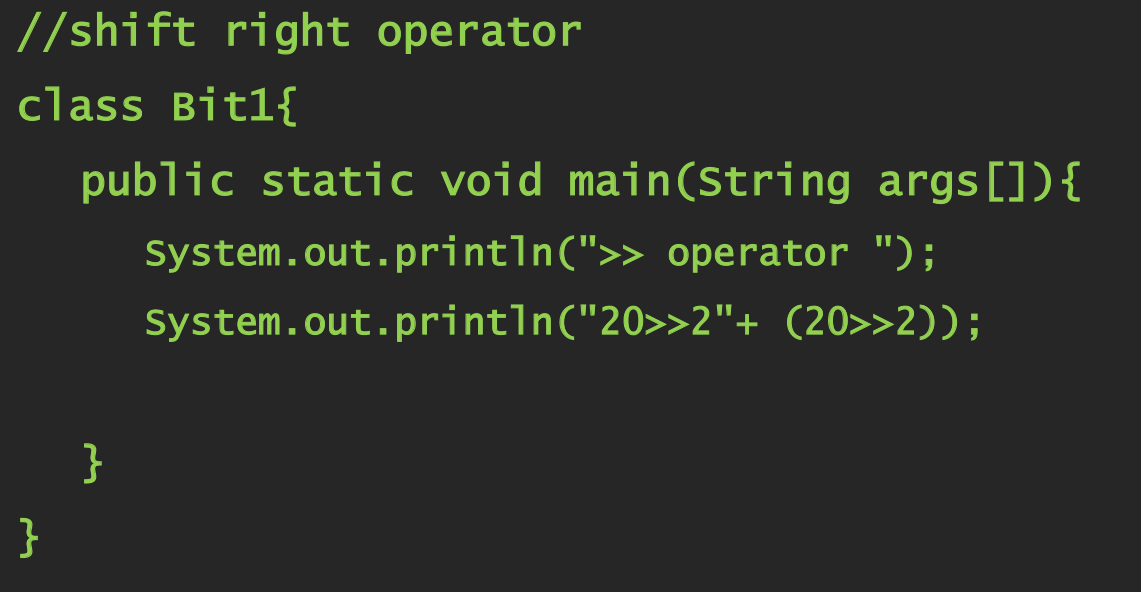 //shift right operator
class Bit1{
public static void main(String args[]){
System.out.println(">> operator ");
System.out.println("20>>2"+ (20>>2));
}
}